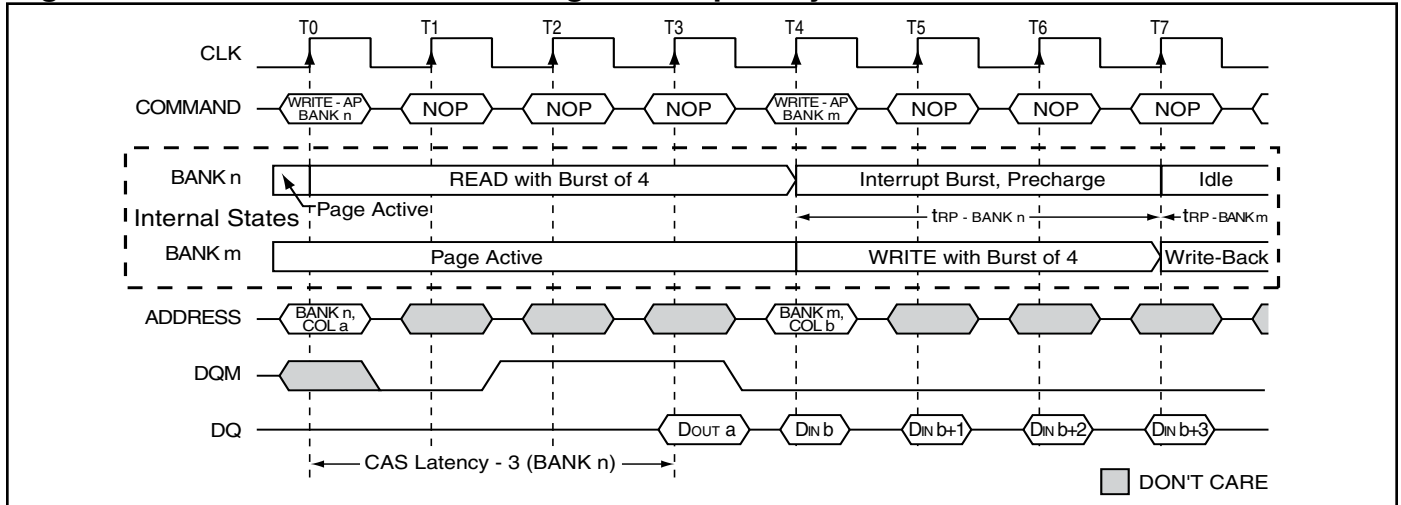 T0 T1 T2 T3 T4 T5 T6 T7
CLK
COMMAND WRITE - AP BANK n NOP NOP NOP WRITE - AP BANK m NOP NOP NOP
BANK n READ with Burst of 4 Interrupt Burst, Precharge Idle
Internal States Page Active tRP - BANK n tRP - BANK m
BANK m Page Active WRITE with Burst of 4 Write-Back
ADDRESS BANK n, COL a BANK m, COL b
DQM
DQ DOUT a DIN b DIN b+1 DIN b+2 DIN b+3
CAS Latency - 3 (BANK n)
DON'T CARE